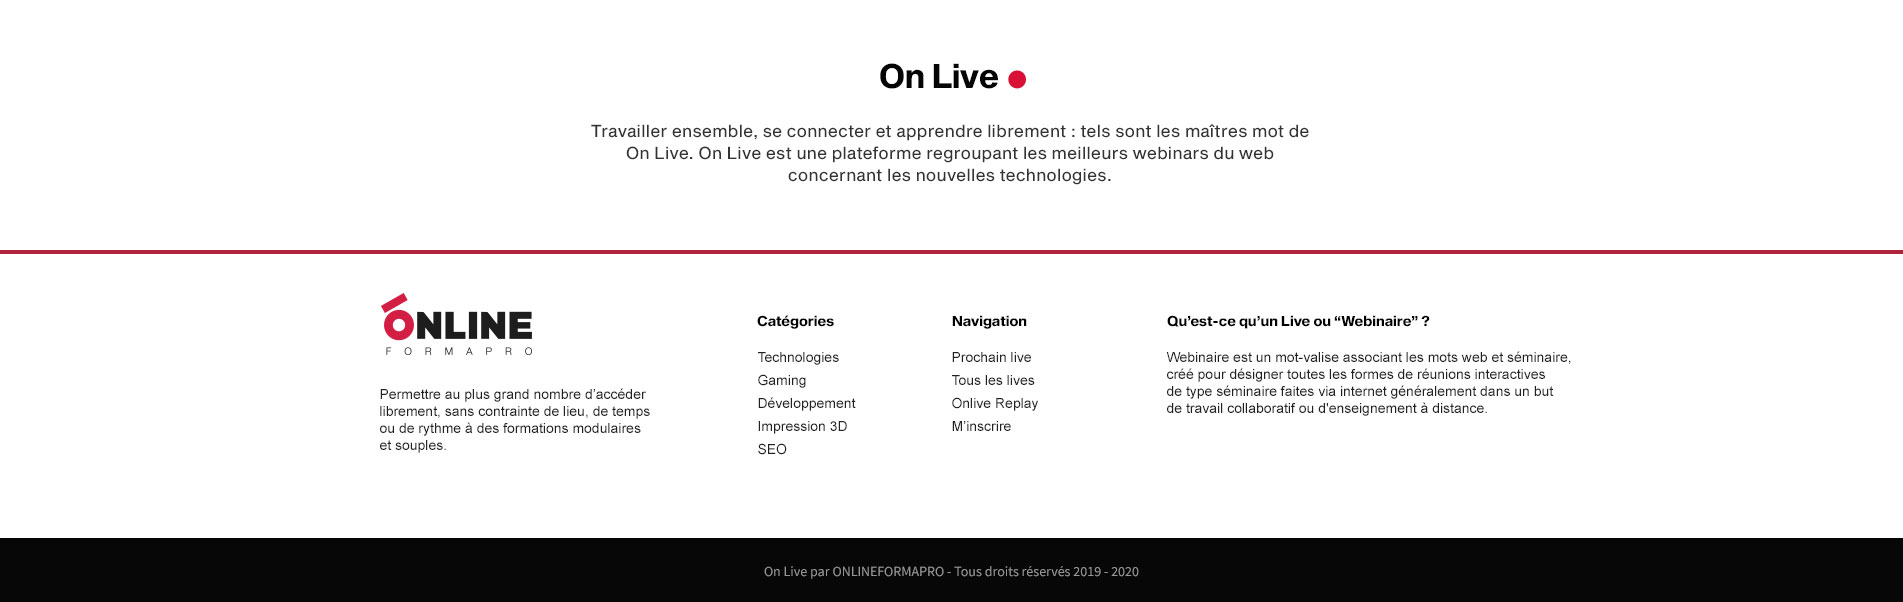 On Live
Travailler ensemble, se connecter et apprendre librement : tels sont les maîtres mot de
On Live. On Live est une plateforme regroupant les meilleurs webinars du web
concernant les nouvelles technologies.
ÓNLINE
FORMAPRO
Permettre au plus grand nombre d’accéder
librement, sans contrainte de lieu, de temps
ou de rythme à des formations modulaires
et souples.
Catégories
Technologies
Gaming
Développement
Impression 3D
SEO
Navigation
Prochain live
Tous les lives
Onlive Replay
M’inscrire
Qu’est-ce qu’un Live ou “Webinaire” ?
Webinaire est un mot-valise associant les mots web et séminaire,
créé pour désigner toutes les formes de réunions interactives
de type séminaire faites via internet généralement dans un but
de travail collaboratif ou d'enseignement à distance.
On Live par ONLINEFORMAPRO - Tous droits réservés 2019 - 2020